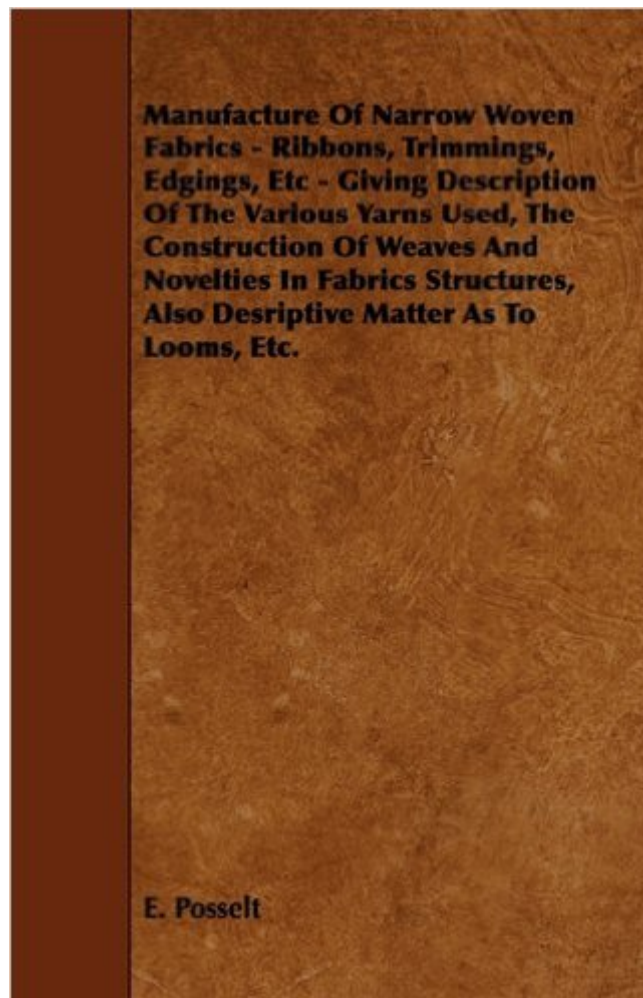 Manufacture Of Narrow Woven
Fabrics - Ribbons, Trimmings,
Edgings, Etc - Giving Description
Of The Various Yarns Used, The
Construction Of Weaves And
Novelties In Fabrics Structures,
Also Desriptive Matter As To
Looms, Etc.
E. Posselt